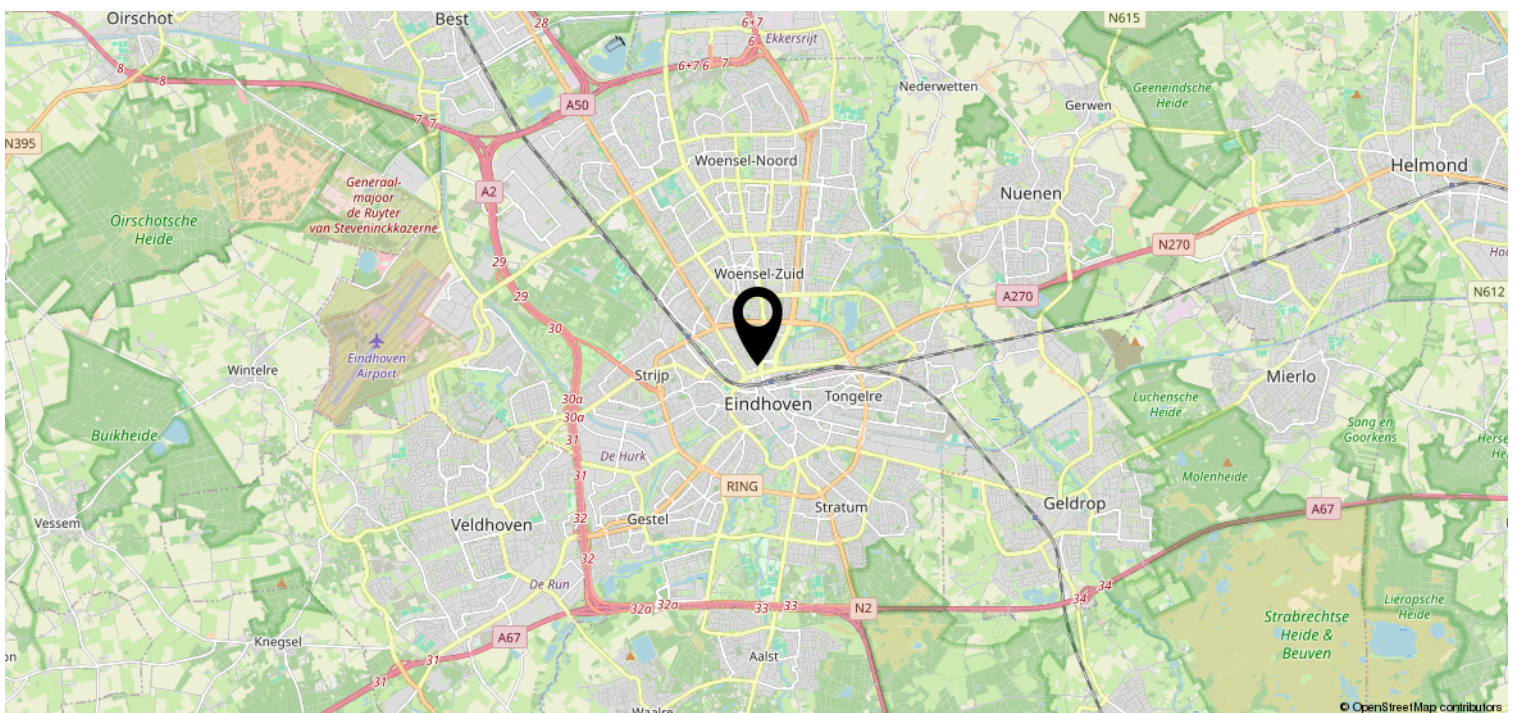 Oirschot
Best
28
6+7
6
Ekkersrijt
N615
8
8
6+7 6
7
Nederwetten
Geeneindsche
Heide
Gerwen
A50
7
7
N395
Woensel-Noord
Helmond
Generaal-
majoor
de Ruyter
van Steveninckkazerne
A2
Nuenen
Oirschotsche
Heide
N270
29
Woensel-Zuid
29
A270
N612
30
Eindhoven
Airport
Wintelre
Strijp
Mierlo
30a
30a
Eindhoven
Tongelre
Luchensche
Heide
31
Buikheide
Sang en
Goorkens
De Hurk
31
Molenheide
RING
Geldrop
Stratum
A67
32
Gestel
Vessem
Veldhoven
32
De Run
34
34
32a
32a
33
33
N2
Lieropsche
Heide
Strabrechtse
Heide &
Beuven
A67
Knegsel
31
Aalst
31
Waalre
© OpenStreetMap contributors